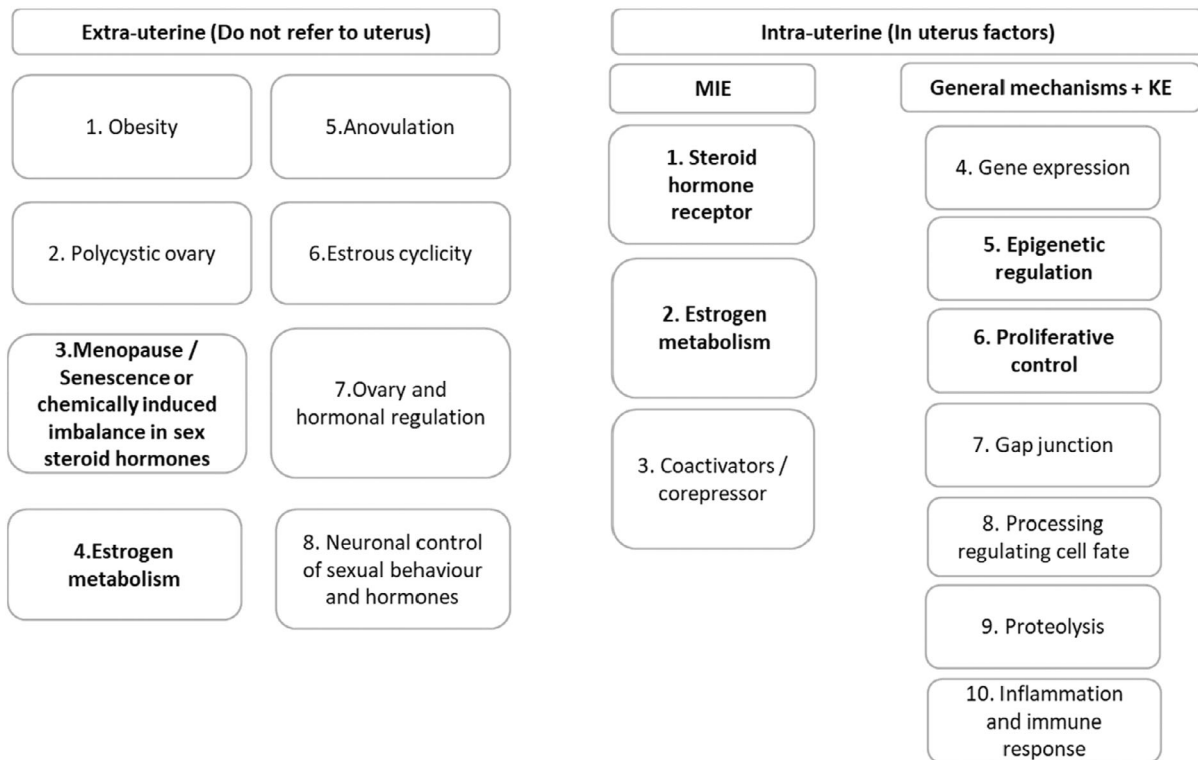 Extra-uterine (Do not refer to uterus)
1. Obesity
5.Anovulation
2. Polycystic ovary
6.Estrous cyclicity
3.Menopause /
Senescence or
chemically induced
imbalance in sex
steroid hormones
7.Ovary and
hormonal regulation
4.Estrogen
metabolism
8. Neuronal control
of sexual behaviour
and hormones
Intra-uterine (In uterus factors)
MIE
1. Steroid
hormone
receptor
2. Estrogen
metabolism
3. Coactivators /
corepressor
General mechanisms + KE
4. Gene expression
5. Epigenetic
regulation
6. Proliferative
control
7. Gap junction
8. Processing
regulating cell fate
9. Proteolysis
10. Inflammation
and immune
response